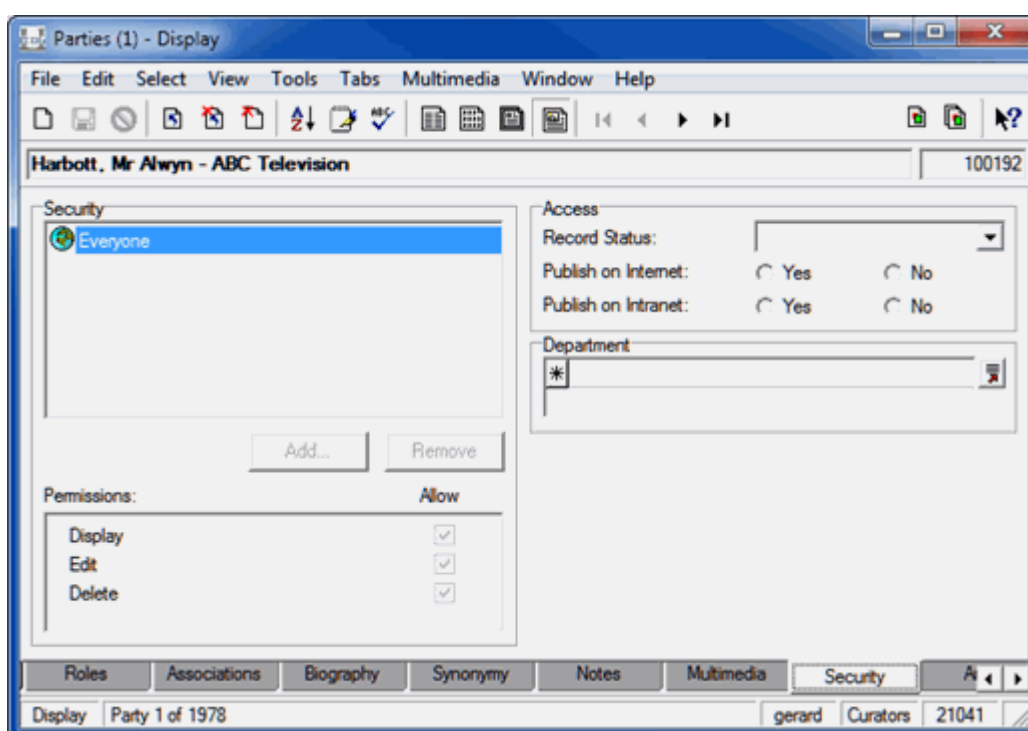 Parties (1) - Display
File Edit Select View Tools Tabs Multimedia Window Help
Harbott, Mr Alwyn - ABC Television 100192
Security
Everyone
Add... Remove
Permissions: Allow
Display
Edit
Delete
Access
Record Status:
Publish on Internet: Yes No
Publish on Intranet: Yes No
Department
Roles Associations Biography Synonymy Notes Multimedia Security
Display Party 1 of 1978 gerard Curators 21041